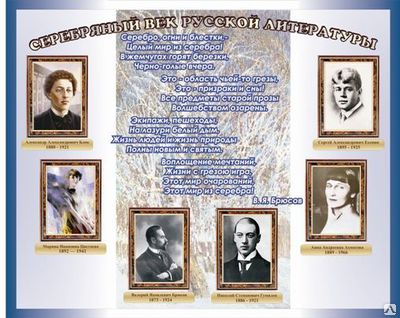 СЕРЕБРЯНЫЙ ВЕК РУССКОЙ ЛИТЕРАТУРЫ
Серебро, огни и блестки,-
Целый мир из серебра!
В жемчугах горят березки,
Черно-голые вчера.
Это - область чьей-то грезы,
Это - призраки и сны!
Все предметы старой прозы
Волшебством озарены.
Экипажи, пешеходы,
На лазури белый дым.
Жизнь людей и жизнь природы
Полны новым и святым.
Воплощение мечтаний,
Жизни с грезою игра,
Этот мир очарований,
Этот мир из серебра!
В. Я. Брюсов
Александр Александрович Блок
1880 - 1921
Сергей Александрович Есенин
1895 - 1925
Марина Ивановна Цветаева
1892 — 1941
Анна Андреевна Ахматова
1889 - 1966
Валерий Яковлевич Брюсов
1873 - 1924
Николай Степанович Гумилев
1886 - 1921